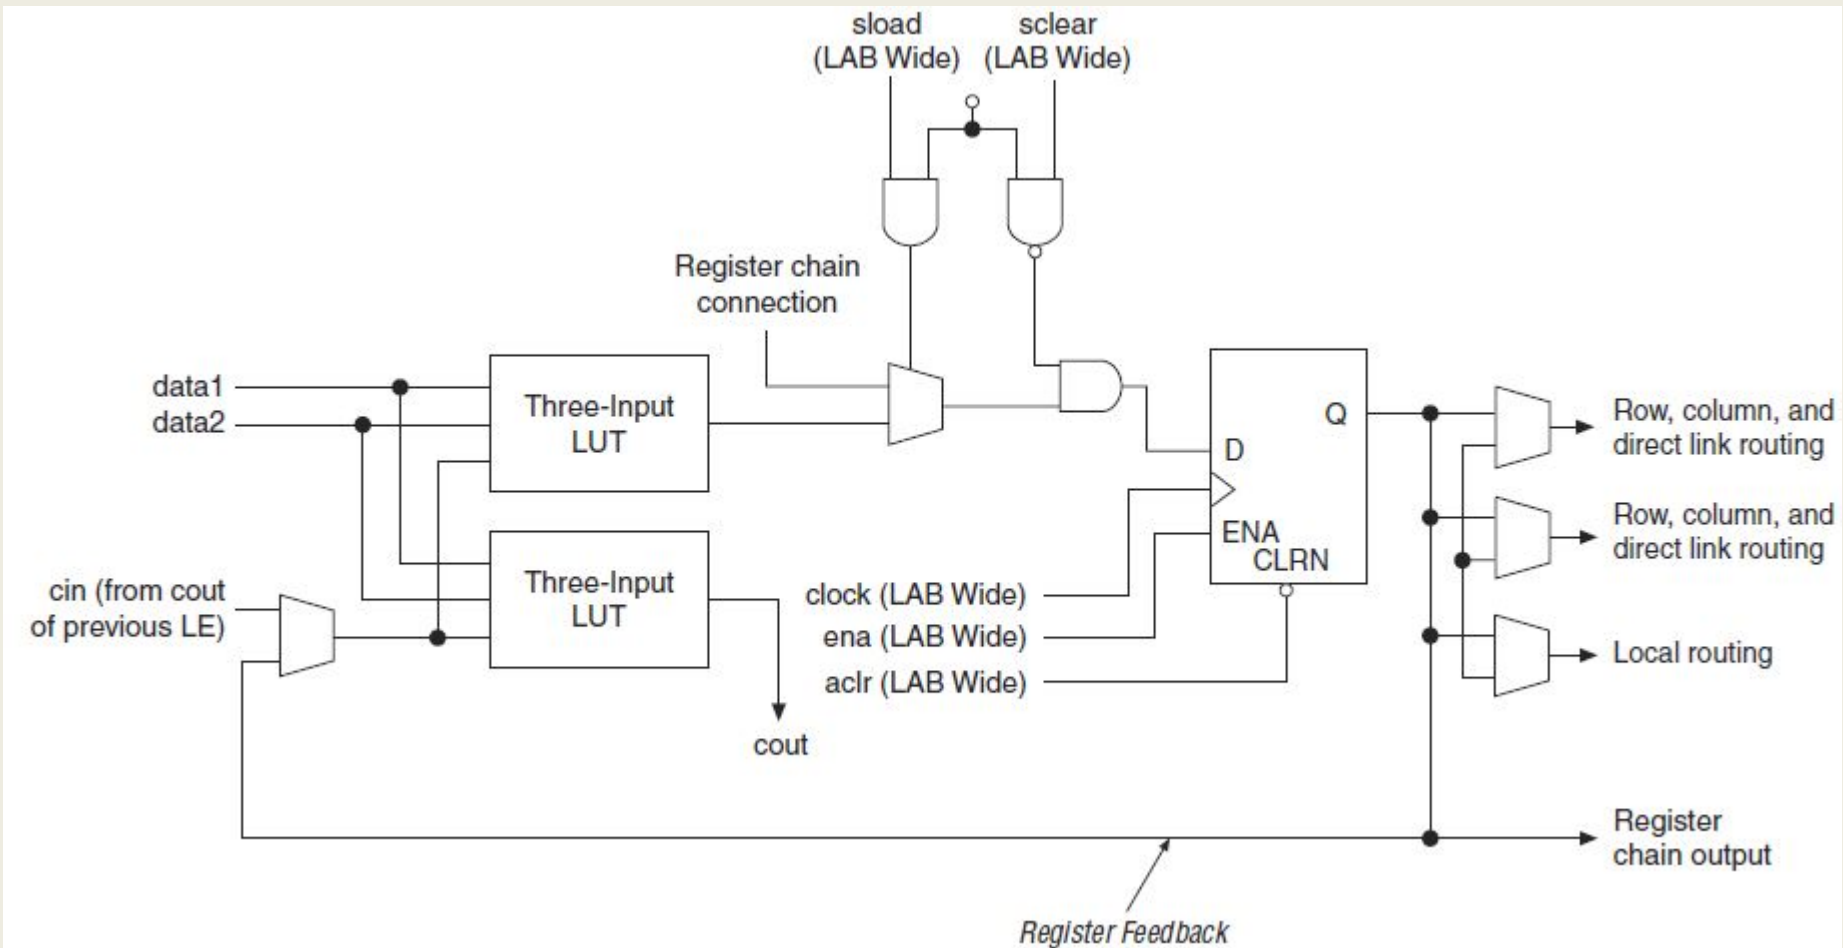 sload
(LAB Wide)
sclear
(LAB Wide)
Register chain
connection
data1
data2
Three-Input
LUT
Three-Input
LUT
cin (from cout
of previous LE)
cout
Q
D
ENA
CLRN
clock (LAB Wide)
ena (LAB Wide)
aclr (LAB Wide)
Row, column, and
direct link routing
Row, column, and
direct link routing
Local routing
Register
chain output
Register Feedback